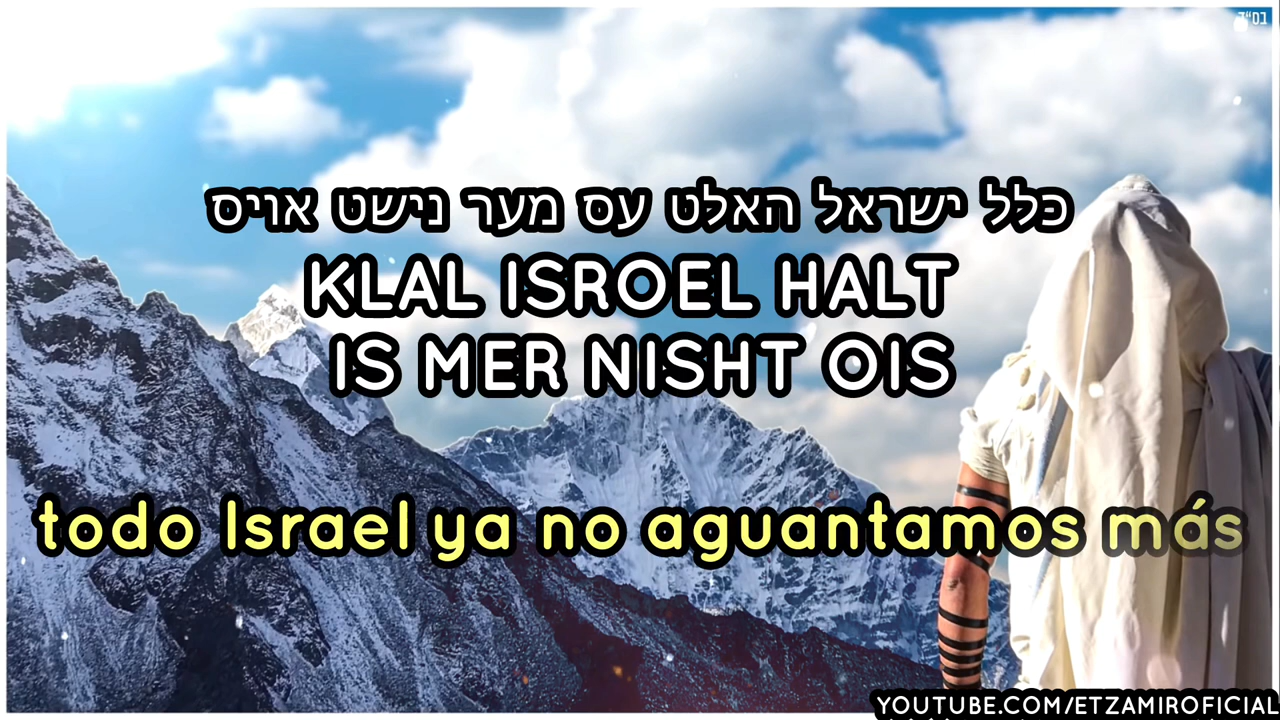 בס״ד
כלל ישראל האלט עס מער נישט אויס
KLAL ISROEL HALT
IS MER NISHT OIS
todo Israel ya no aguantamos más
YOUTUBE.COM/ETZAMIROFICIAL